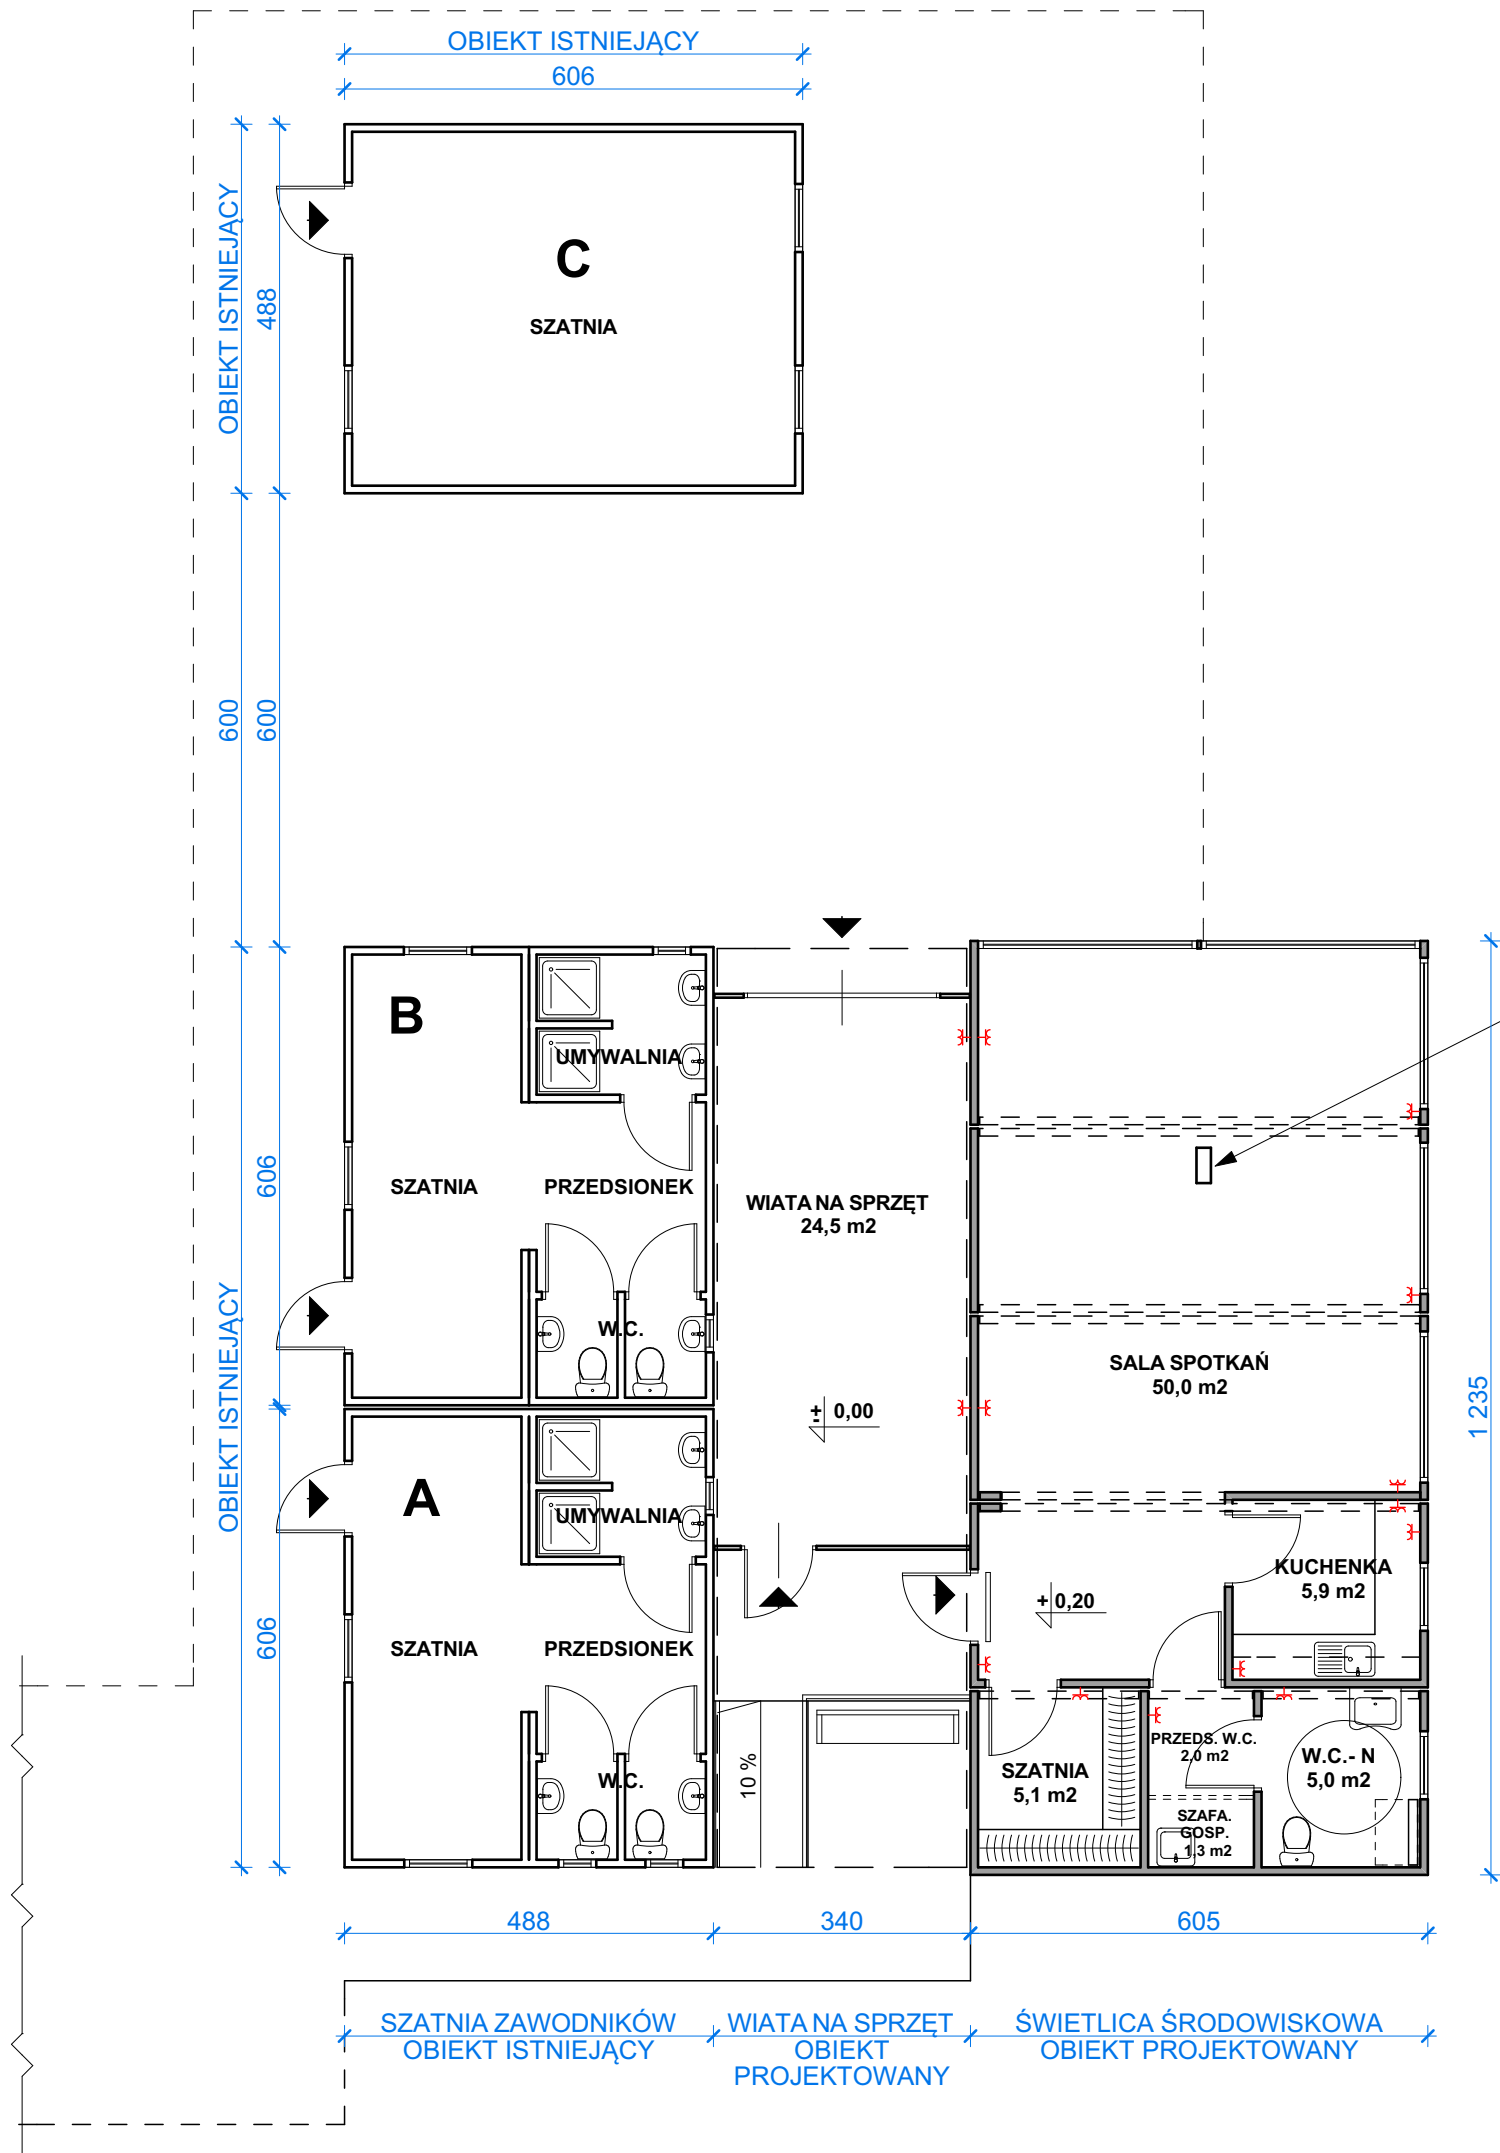 OBIEKT ISTNIEJĄCY
606
OBIEKT ISTNIEJĄCY
488
C
SZATNIA
600
600
B
UMYWALNIA
606
SZATNIA
PRZEDSIONEK
WIATA NA SPRZĘT
24,5 m2
W.C.
SALA SPOTKAŃ
50,0 m2
± 0,00
1 235
OBIEKT ISTNIEJĄCY
A
UMYWALNIA
KUCHENKA
5,9 m2
+ 0,20
606
SZATNIA
PRZEDSIONEK
W.C.
10 %
SZATNIA
5,1 m2
PRZEDS. W.C.
2,0 m2
W.C.- N
5,0 m2
SZAFA.
GOSP.
1,3 m2
488
340
605
SZATNIA ZAWODNIKÓW
OBIEKT ISTNIEJĄCY
WIATA NA SPRZĘT
OBIEKT
PROJEKTOWANY
ŚWIETLICA ŚRODOWISKOWA
OBIEKT PROJEKTOWANY